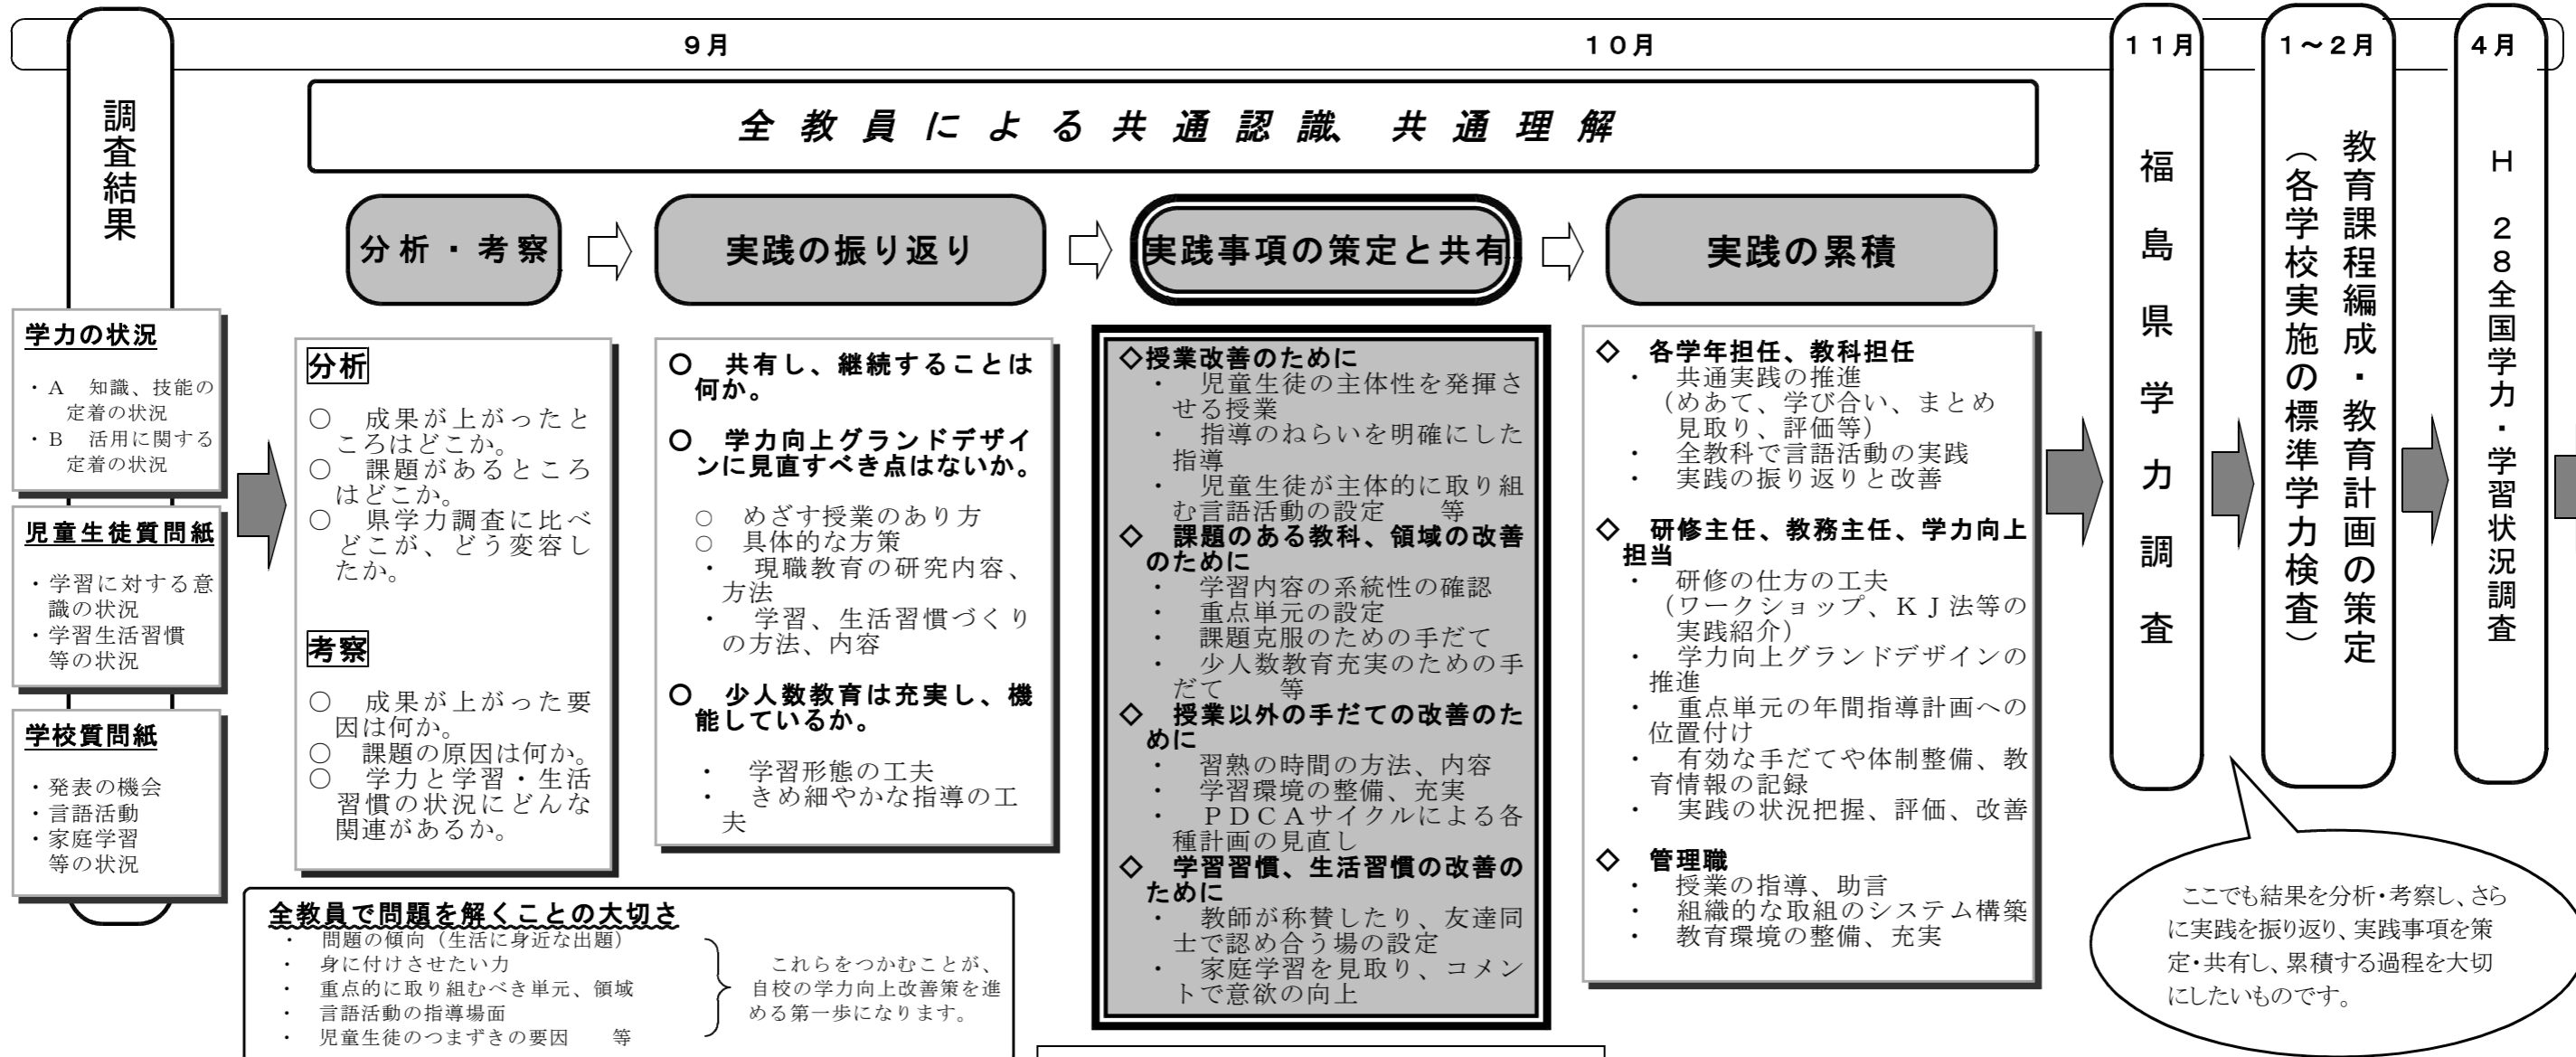 9月
10月
11月
1～2月
4月
調査結果
全教員による共通認識、共通理解
分析・考察
実践の振り返り
実践事項の策定と共有
実践の累積
学力の状況
・A　知識、技能の
定着の状況
・B　活用に関する
定着の状況
児童生徒質問紙
・学習に対する意
識の状況
・学習生活習慣
等の状況
学校質問紙
・発表の機会
・言語活動
・家庭学習
等の状況
分析
○　成果が上がったと
ころはどこか。
○　課題があるところ
はどこか。
○　県学力調査に比べ
どこが、どう変容し
たか。
考察
○　成果が上がった要
因は何か。
○　課題の原因は何か。
○　学力と学習・生活
習慣の状況にどんな
関連があるか。
○　共有し、継続することは
何か。
○　学力向上グランドデザイ
ンに見直すべき点はないか。
○　めざす授業のあり方
○　具体的な方策
・　現職教育の研究内容、
方法
・　学習、生活習慣づくり
の方法、内容
○　少人数教育は充実し、機
能しているか。
・　学習形態の工夫
・　きめ細やかな指導の工
夫
◇授業改善のために
・　児童生徒の主体性を発揮さ
せる授業
・　指導のねらいを明確にした
指導
・　児童生徒が主体的に取り組
む言語活動の設定　　等
◇　課題のある教科、領域の改善
のために
・　学習内容の系統性の確認
・　重点単元の設定
・　課題克服のための手だて
・　少人数教育充実のための手
だて　　等
◇　授業以外の手だての改善のた
めに
・　習熟の時間の方法、内容
・　学習環境の整備、充実
・　PDCAサイクルによる各
種計画の見直し
◇　学習習慣、生活習慣の改善の
ために
・　教師が称賛したり、友達同
士で認め合う場の設定
・　家庭学習を見取り、コメン
トで意欲の向上
◇　各学年担任、教科担任
・　共通実践の推進
（めあて、学び合い、まとめ
見取り、評価等）
・　全教科で言語活動の実践
・　実践の振り返りと改善
◇　研修主任、教務主任、学力向上
担当
・　研修の仕方の工夫
（ワークショップ、KJ法等の
実践紹介）
・　学力向上グランドデザインの
推進
・　重点単元の年間指導計画への
位置付け
・　有効な手だてや体制整備、教
育情報の記録
・　実践の状況把握、評価、改善
◇　管理職
・　授業の指導、助言
・　組織的な取組のシステム構築
・　教育環境の整備、充実
福島県学力調査
教育課程編成・教育計画の策定
（各学校実施の標準学力検査）
H28全国学力・学習状況調査
ここでも結果を分析・考察し、さら
に実践を振り返り、実践事項を策
定・共有し、累積する過程を大切
にしたいものです。
全教員で問題を解くことの大切さ
・　問題の傾向（生活に身近な出題）
・　身に付けさせたい力
・　重点的に取り組むべき単元、領域
・　言語活動の指導場面
・　児童生徒のつまずきの要因　　等
これらをつかむことが、
自校の学力向上改善策を進
める第一歩になります。